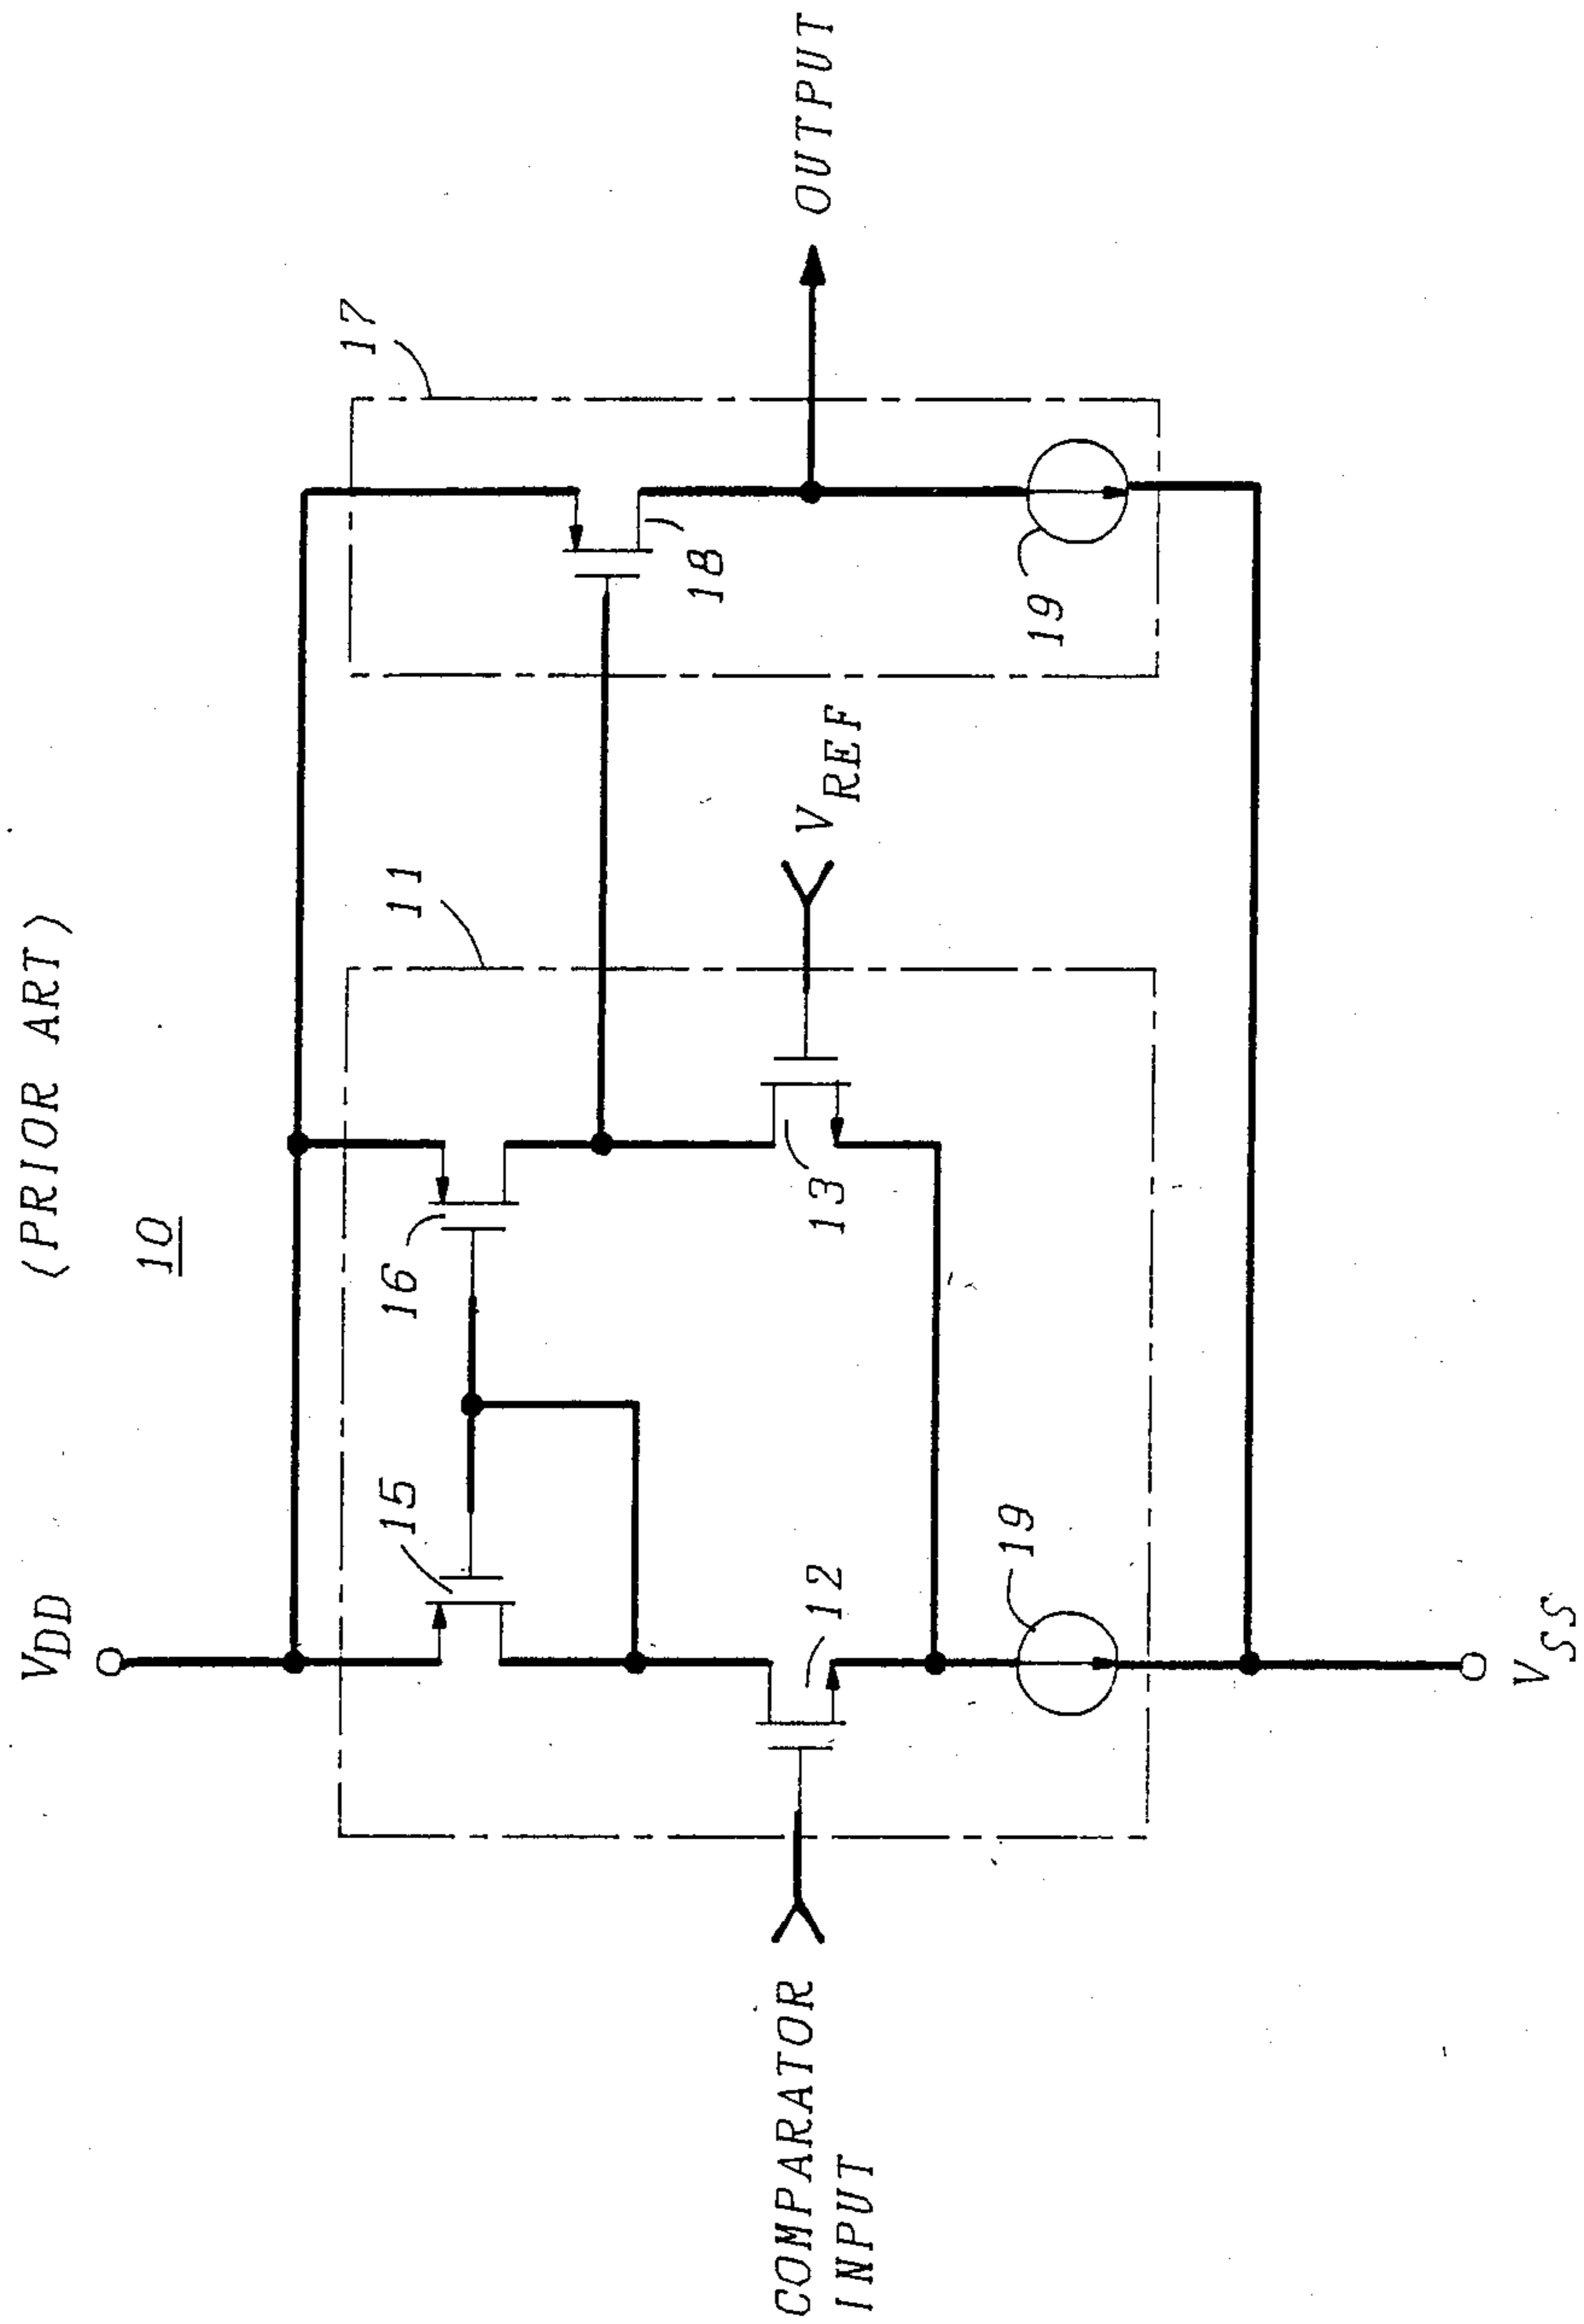 (PRIOR ART)
10
VDD
11
17
15
16
18
12
13
VREF
19
19
COMPARATOR
INPUT
OUTPUT
VSS